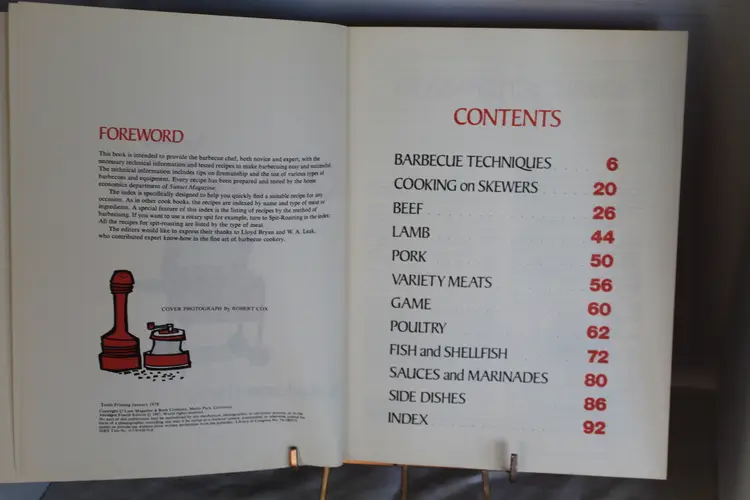 FOREWORD
This book is intended to provide the barbecue chef, both novice and expert, with the
necessary technical information and tested recipes to make barbecuing easy and successful.
The technical information includes tips on firemanship and the use of various types of
barbecues and equipment. Every recipe has been prepared and tested by the home
economics department of Sunset Magazine.
The index is specifically designed to help you quickly find a suitable recipe for any
occasion. As in other cook books, the recipes are indexed by name and type of meat or
ingredients. A special feature of this index is the listing of recipes by the method of
barbecuing. If you want to use a rotary spit for example, turn to Spit-Roasting in the index.
All the recipes for spit-roasting are listed by the type of meat.
The editors would like to express their thanks to Lloyd Bryen and W. A. Leak,
who contributed expert know-how in the fine art of barbecue cookery.
COVER PHOTOGRAPH By ROBERT COX
Tenth Printing January 1978
CONTENTS
BARBECUE TECHNIQUES 6
COOKING on SKEWERS 20
BEEF 26
LAMB 44
PORK 50
VARIETY MEATS 56
GAME 60
POULTRY 62
FISH and SHELLFISH 72
SAUCES and MARINADES 80
SIDE DISHES 86
INDEX 92